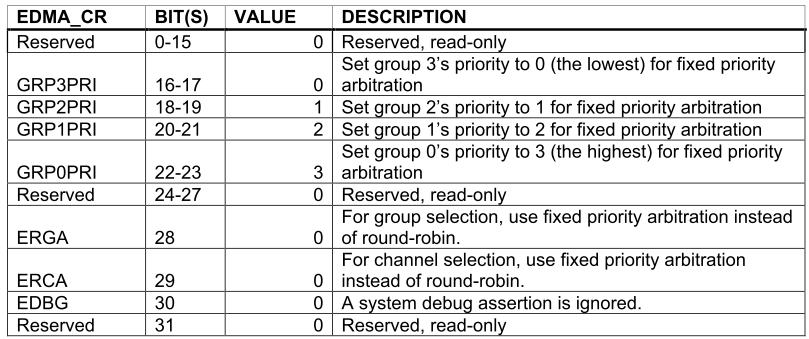 EDMA_CR BIT(S) VALUE DESCRIPTION
Reserved 0-15 0 Reserved, read-only
Set group 3’s priority to 0 (the lowest) for fixed priority
GRP3PRI 16-17 0 arbitration
GRP2PRI 18-19 1 Set group 2’s priority to 1 for fixed priority arbitration
GRP1PRI 20-21 2 Set group 1’s priority to 2 for fixed priority arbitration
Set group 0’s priority to 3 (the highest) for fixed priority
GRP0PRI 22-23 3 arbitration
Reserved 24-27 0 Reserved, read-only
For group selection, use fixed priority arbitration instead
ERGA 28 0 of round-robin.
For channel selection, use fixed priority arbitration
ERCA 29 0 instead of round-robin.
EDBG 30 0 A system debug assertion is ignored.
Reserved 31 0 Reserved, read-only